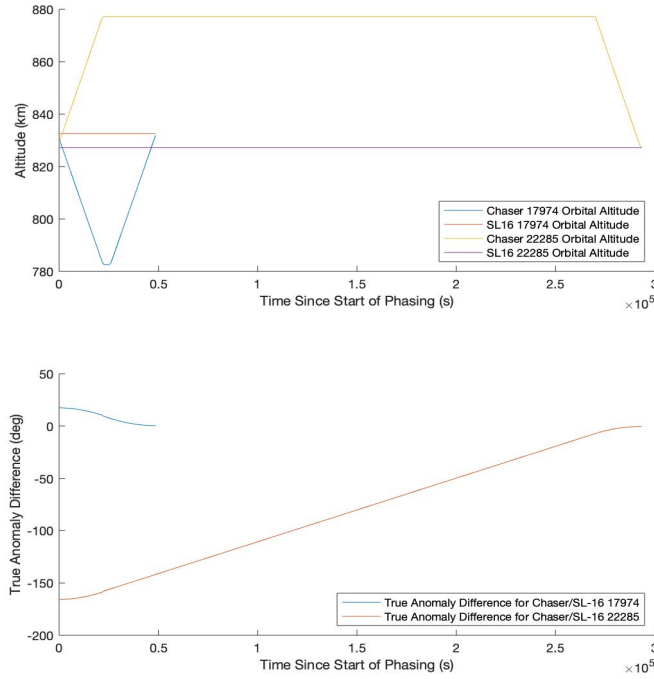 880
860
840
820
800
780
Altitude (km)
Chaser 17974 Orbital Altitude
SL16 17974 Orbital Altitude
Chaser 22285 Orbital Altitude
SL16 22285 Orbital Altitude
0 0.5 1 1.5 2 2.5 3
Time Since Start of Phasing (s)
×10⁵
50
0
-50
-100
-150
-200
True Anomaly Difference (deg)
True Anomaly Difference for Chaser/SL-16 17974
True Anomaly Difference for Chaser/SL-16 22285
0 0.5 1 1.5 2 2.5 3
Time Since Start of Phasing (s)
×10⁵